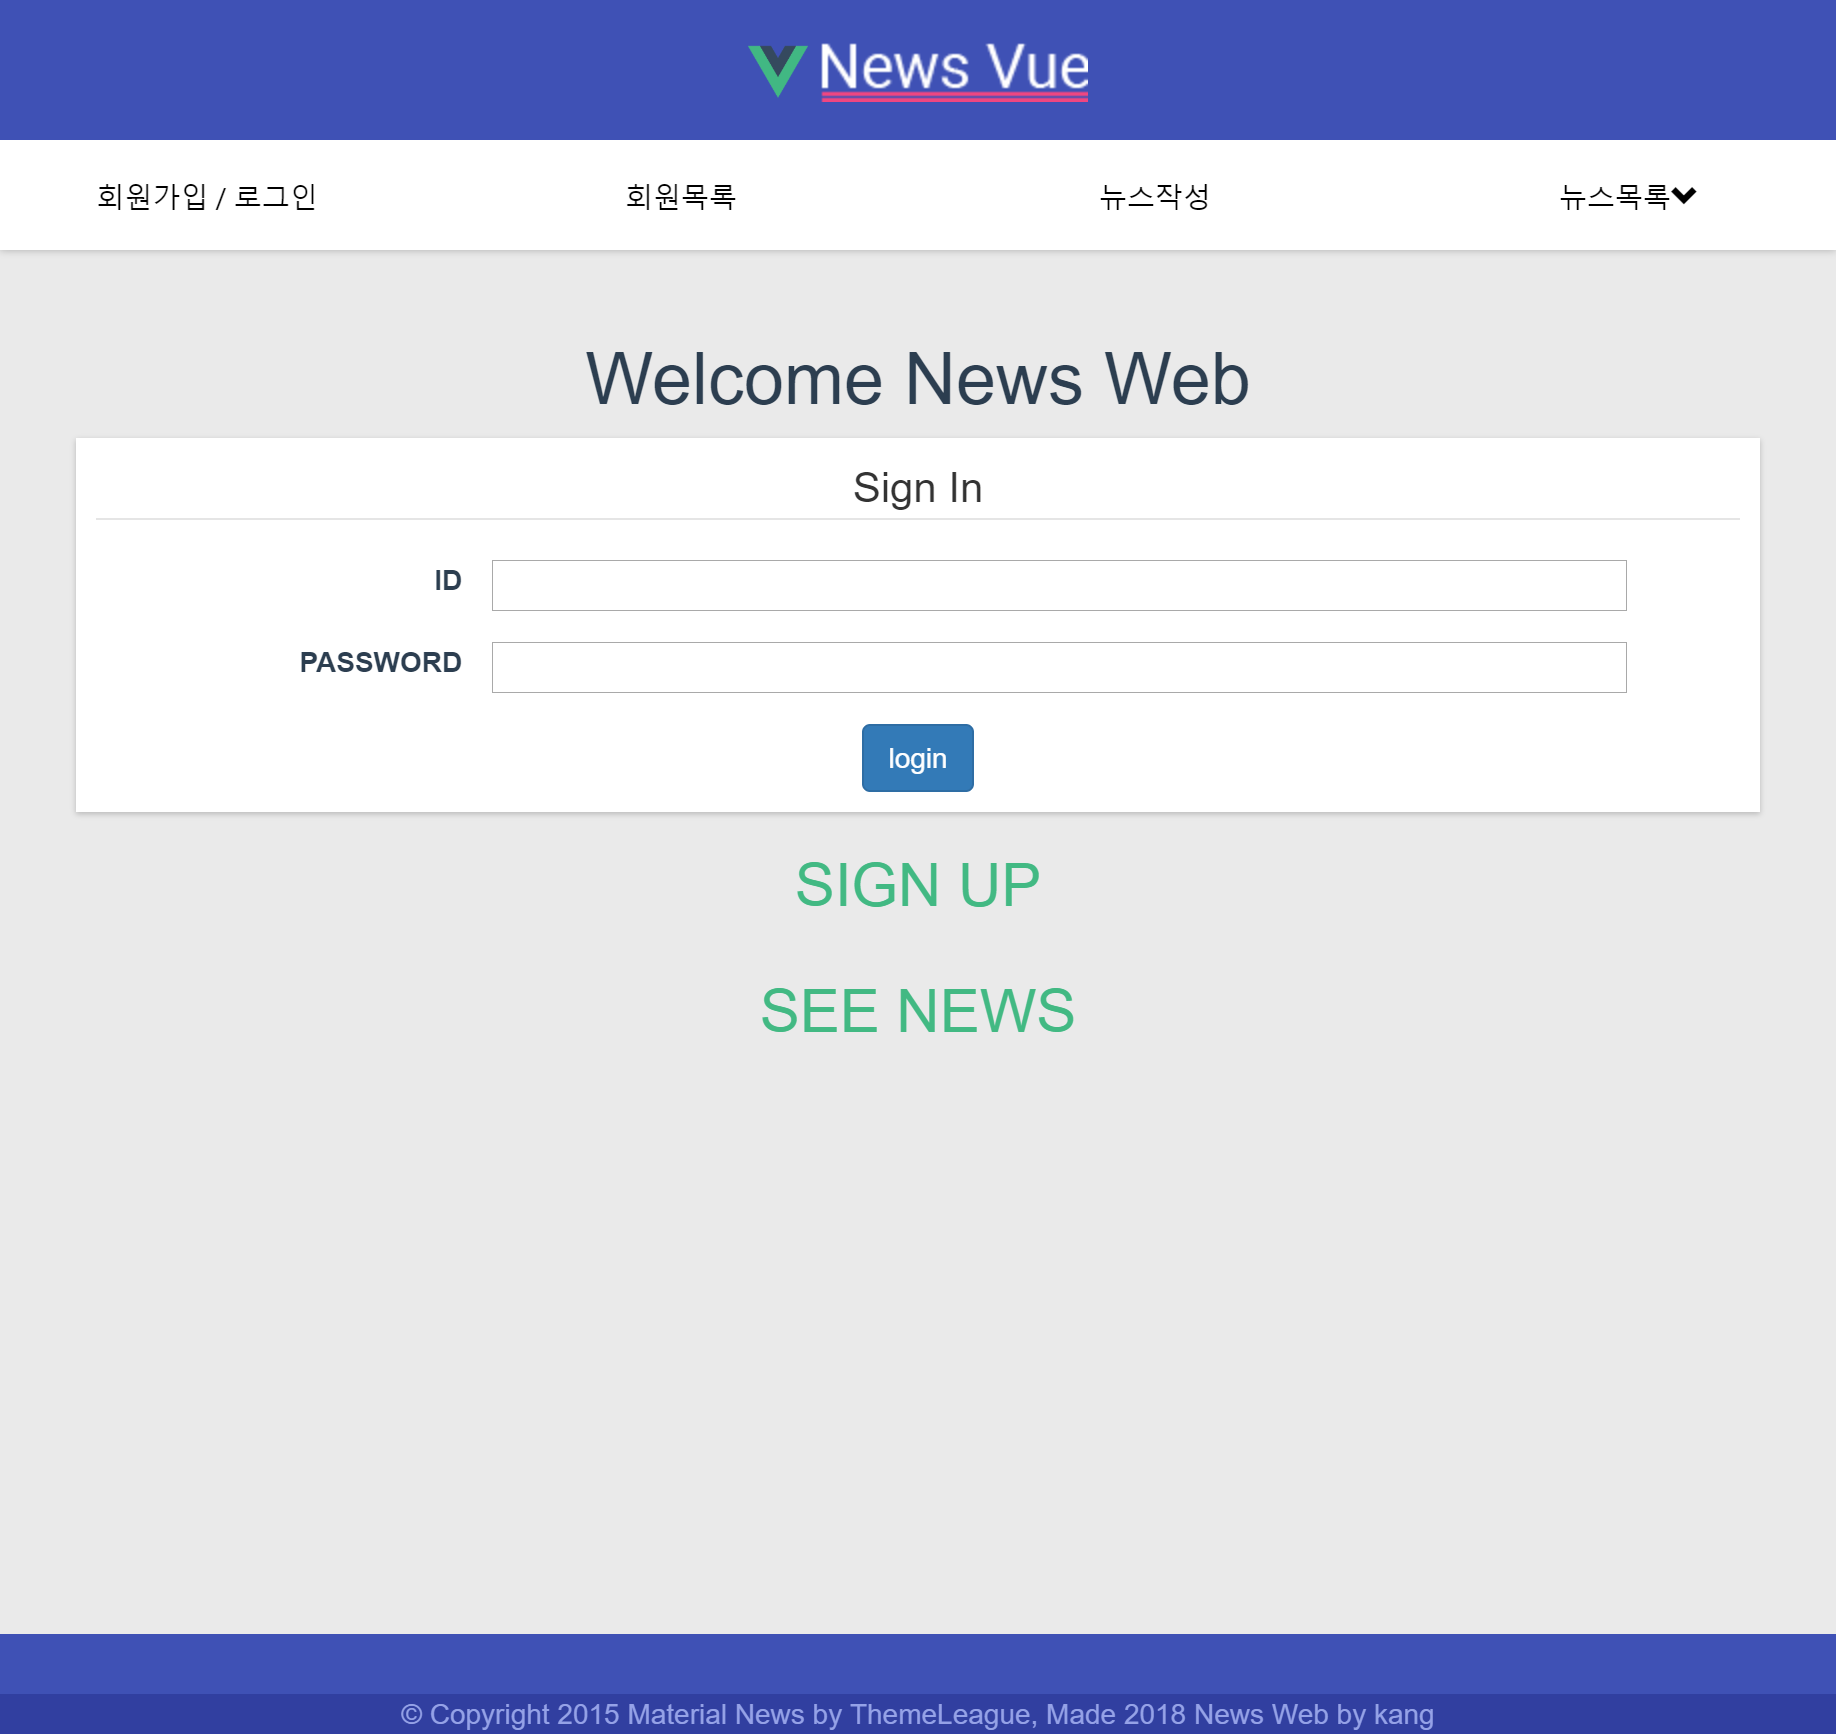 News Vue
회원가입 / 로그인 회원목록 뉴스작성 뉴스목록
Welcome News Web
Sign In
ID
PASSWORD
login
SIGN UP
SEE NEWS
© Copyright 2015 Material News by ThemeLeague, Made 2018 News Web by kang